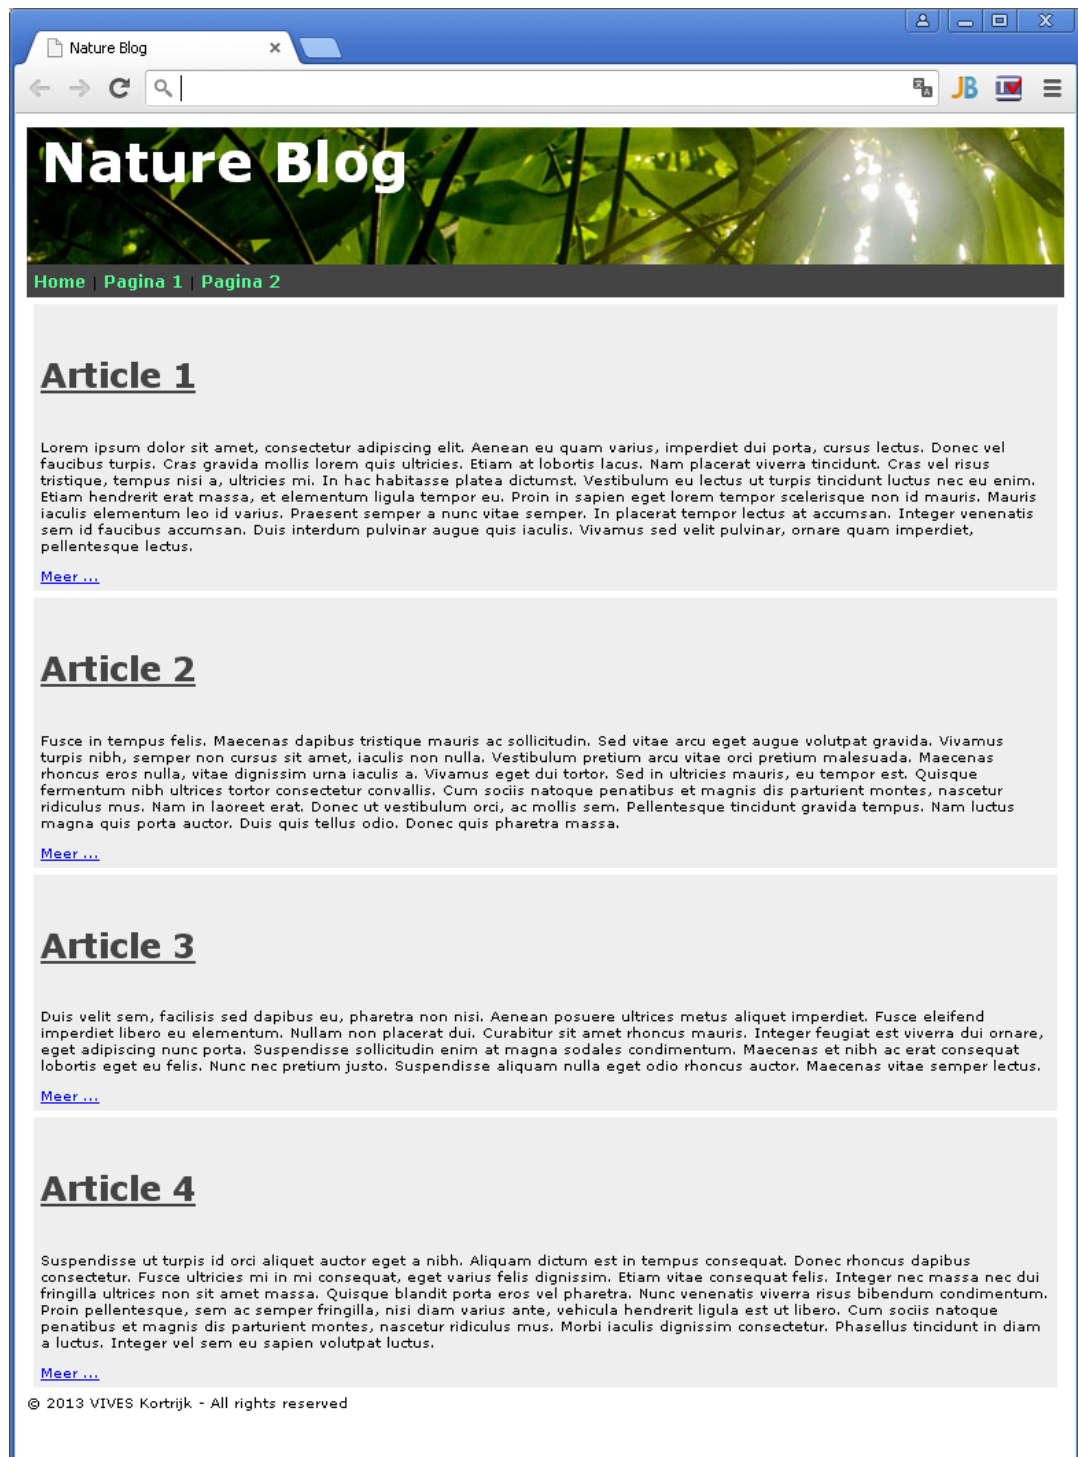 Nature Blog
JB
Nature Blog
Home | Pagina 1 | Pagina 2
Article 1
Lorem ipsum dolor sit amet, consectetur adipiscing elit. Aenean eu quam varius, imperdiet dui porta, cursus lectus. Donec vel
faucibus turpis. Cras gravida mollis lorem quis ultricies. Etiam at lobortis lacus. Nam placerat viverra tincidunt. Cras vel risus
tristique, tempus nisi a, ultricies mi. In hac habitasse platea dictumst. Vestibulum eu lectus ut turpis tincidunt luctus nec eu enim.
Etiam hendrerit erat massa, et elementum ligula tempor eu. Proin in sapien eget lorem tempor scelerisque non id mauris. Mauris
iaculis elementum leo id varius. Praesent semper a nunc vitae semper. In placerat tempor lectus at accumsan. Integer venenatis
sem id faucibus accumsan. Duis interdum pulvinar augue quis iaculis. Vivamus sed velit pulvinar, ornare quam imperdiet,
pellentesque lectus.
Meer ...
Article 2
Fusce in tempus felis. Maecenas dapibus tristique mauris ac sollicitudin. Sed vitae arcu eget augue volutpat gravida. Vivamus
turpis nibh, semper non cursus sit amet, iaculis non nulla. Vestibulum pretium arcu vitae orci pretium malesuada. Maecenas
rhoncus eros nulla, vitae dignissim urna iaculis a. Vivamus eget dui tortor. Sed in ultricies mauris, eu tempor est. Quisque
fermentum nibh ultrices tortor consectetur convallis. Cum sociis natoque penatibus et magnis dis parturient montes, nascetur
ridiculus mus. Nam in laoreet erat. Donec ut vestibulum orci, ac mollis sem. Pellentesque tincidunt gravida tempus. Nam luctus
magna quis porta auctor. Duis quis tellus odio. Donec quis pharetra massa.
Meer ...
Article 3
Duis velit sem, facilisis sed dapibus eu, pharetra non nisi. Aenean posuere ultrices metus aliquet imperdiet. Fusce eleifend
imperdiet libero eu elementum. Nullam non placerat dui. Curabitur sit amet rhoncus mauris. Integer feugiat est viverra dui ornare,
eget adipiscing nunc porta. Suspendisse sollicitudin enim at magna sodales condimentum. Maecenas et nibh ac erat consequat
lobortis eget eu felis. Nunc nec pretium justo. Suspendisse aliquam nulla eget odio rhoncus auctor. Maecenas vitae semper lectus.
Meer ...
Article 4
Suspendisse ut turpis id orci aliquet auctor eget a nibh. Aliquam dictum est in tempus consequat. Donec rhoncus dapibus
consectetur. Fusce ultricies mi in mi consequat, eget varius felis dignissim. Etiam vitae consequat felis. Integer nec massa nec dui
fringilla ultrices non sit amet massa. Quisque blandit porta eros vel pharetra. Nunc venenatis viverra risus bibendum condimentum.
Proin pellentesque, sem ac semper fringilla, nisi diam varius ante, vehicula hendrerit ligula est ut libero. Cum sociis natoque
penatibus et magnis dis parturient montes, nascetur ridiculus mus. Morbi iaculis dignissim consectetur. Phasellus tincidunt in diam
a luctus. Integer vel sem eu sapien volutpat luctus.
Meer ...
© 2013 VIVES Kortrijk - All rights reserved